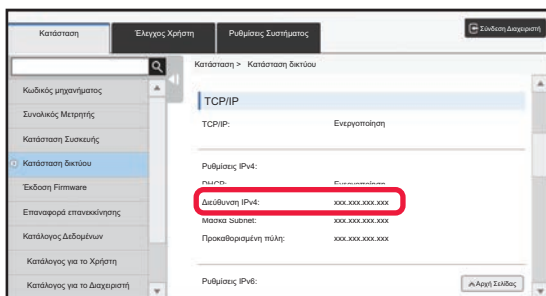 Κατάσταση
Έλεγχος Χρήστη
Ρυθμίσεις Συστήματος
Σύνδεση Διαχειριστή
Κατάσταση > Κατάσταση δικτύου
Κωδικός μηχανήματος
Συνολικός Μετρητής
Κατάσταση Συσκευής
Κατάσταση δικτύου
Έκδοση Firmware
Επαναφορά επανεκκίνησης
Κατάλογος Δεδομένων
Κατάλογος για το Χρήστη
Κατάλογος για το Διαχειριστή
TCP/IP
TCP/IP: Ενεργοποίηση
Ρυθμίσεις IPv4:
DHCP: Ενεργοποίηση
Διεύθυνση IPv4: xxx.xxx.xxx.xxx
Μάσκα Subnet: xxx.xxx.xxx.xxx
Προκαθορισμένη πύλη: xxx.xxx.xxx.xxx
Ρυθμίσεις IPv6:
Αρχή Σελίδας